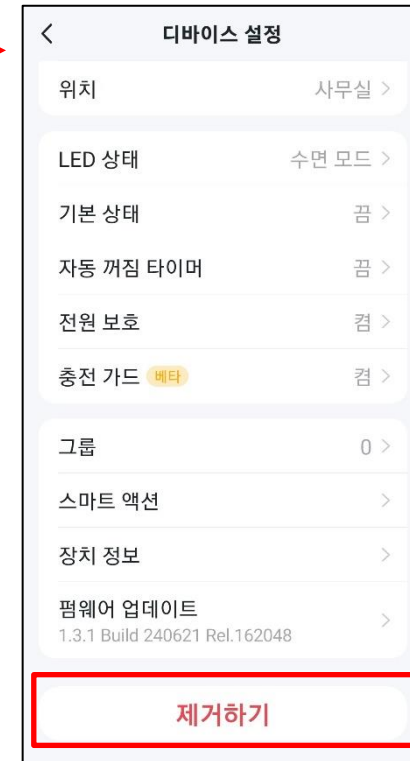 디바이스 설정
위치 사무실
LED 상태 수면 모드
기본 상태 끔
자동 꺼짐 타이머 끔
전원 보호 켬
충전 가드 베타 켬
그룹 0
스마트 액션
장치 정보
펌웨어 업데이트
1.3.1 Build 240621 Rel.162048
제거하기